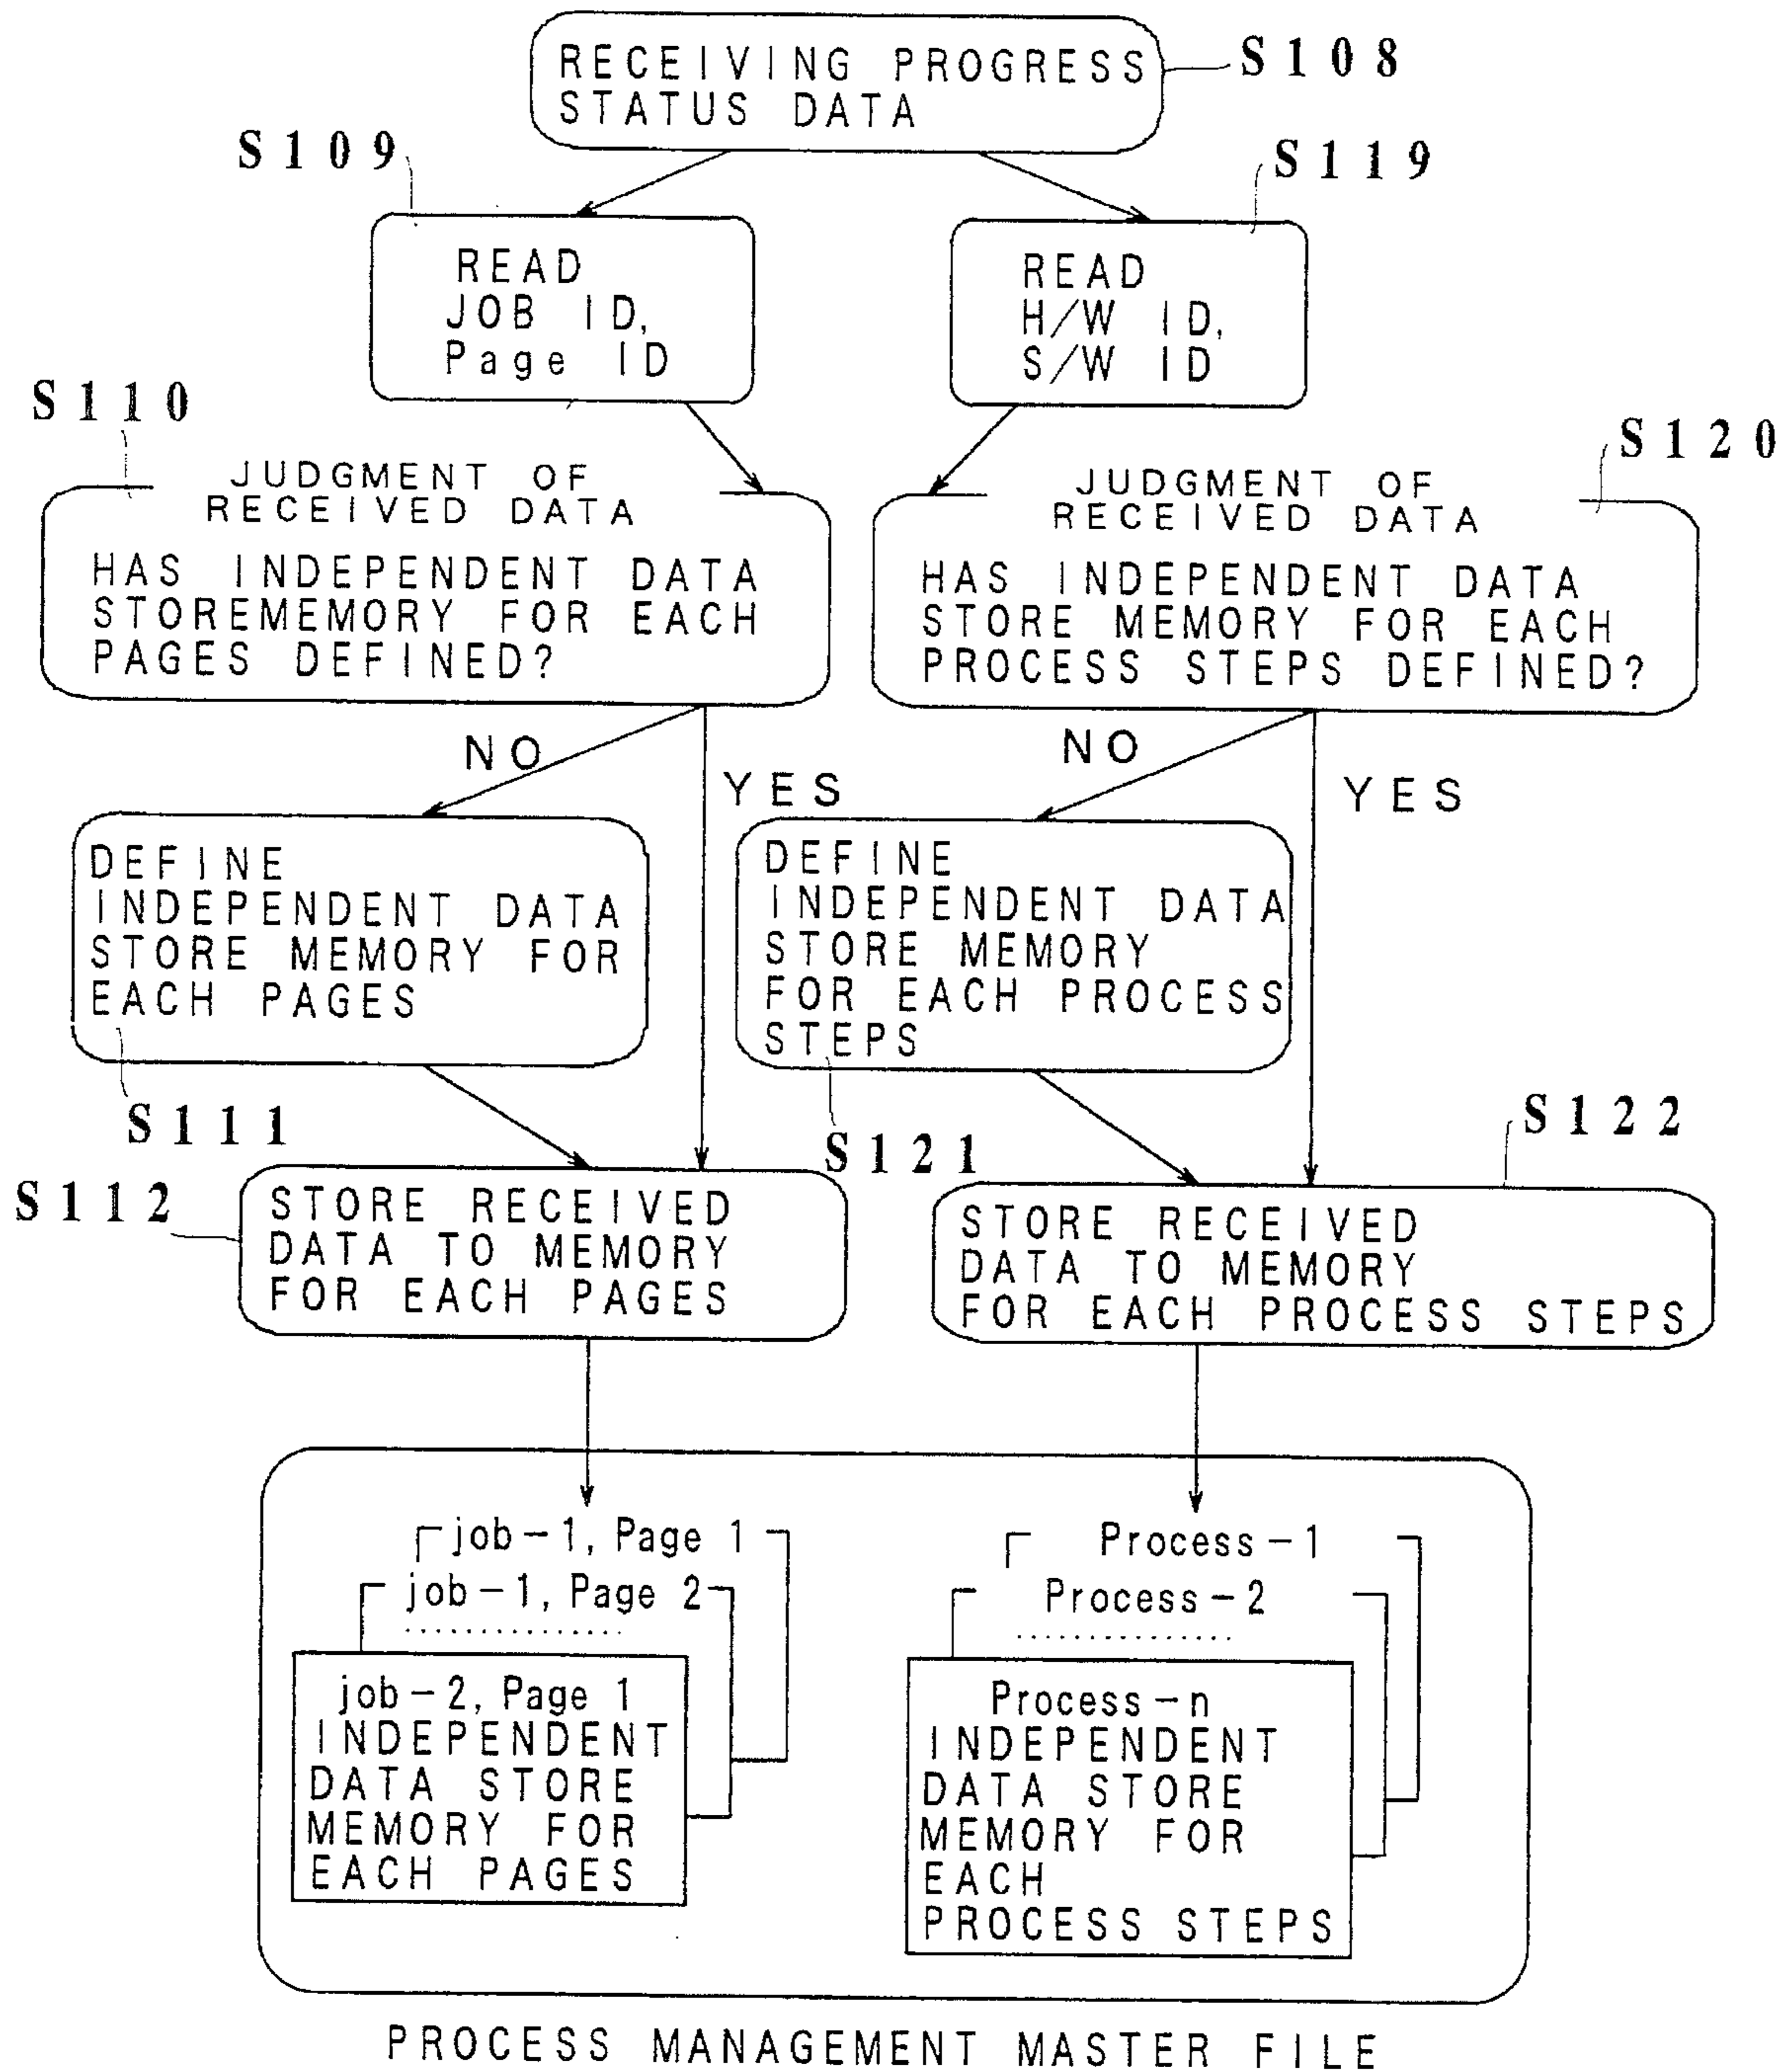 RECEIVING PROGRESS
STATUS DATA
S108
S109
S119
READ
JOB ID,
Page ID
READ
H/W ID,
S/W ID
S110
S120
JUDGMENT OF
RECEIVED DATA
HAS INDEPENDENT DATA
STOREMEMORY FOR EACH
PAGES DEFINED?
JUDGMENT OF
RECEIVED DATA
HAS INDEPENDENT DATA
STORE MEMORY FOR EACH
PROCESS STEPS DEFINED?
NO
YES
NO
YES
DEFINE
INDEPENDENT DATA
STORE MEMORY FOR
EACH PAGES
S111
DEFINE
INDEPENDENT DATA
STORE MEMORY
FOR EACH PROCESS
STEPS
S121
S112
STORE RECEIVED
DATA TO MEMORY
FOR EACH PAGES
S122
STORE RECEIVED
DATA TO MEMORY
FOR EACH PROCESS STEPS
job-1, Page 1
job-1, Page 2
...............
job-2, Page 1
INDEPENDENT
DATA STORE
MEMORY FOR
EACH PAGES
Process-1
Process-2
...............
Process-n
INDEPENDENT
DATA STORE
MEMORY FOR
EACH
PROCESS STEPS
PROCESS MANAGEMENT MASTER FILE